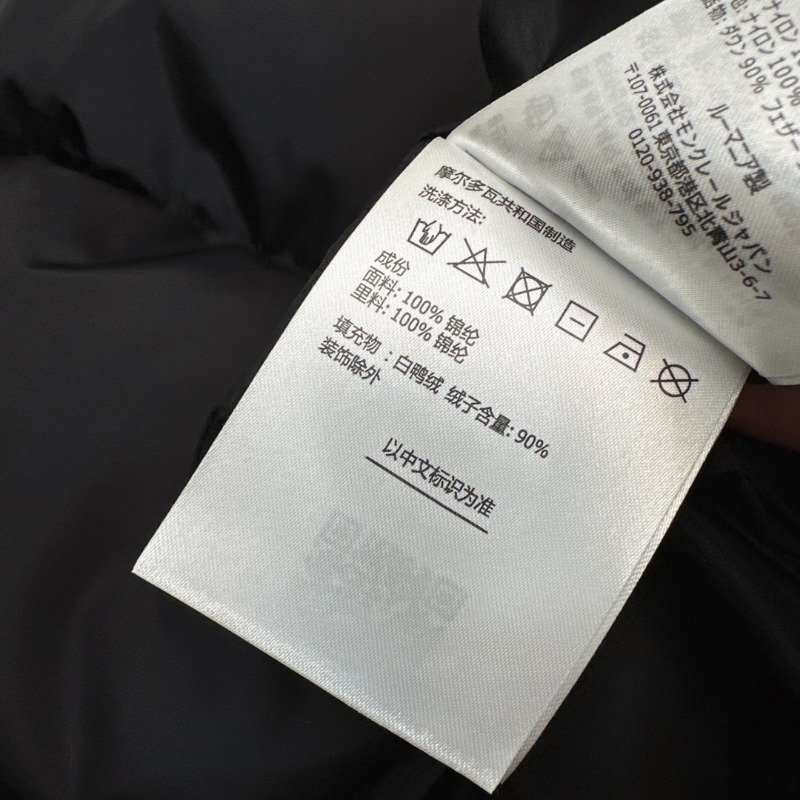 ナイロン 1
地: ナイロン 100%
給物: ダウン 90% フェザー
ルーマニア製
株式会社モンクレールジャパン
〒107-0061 東京都港区北青山3-6-7
0120-938-795
摩尔多瓦共和国制造
洗涤方法:
成份
面料: 100% 锦纶
里料: 100% 锦纶
填充物：白鸭绒 绒子含量: 90%
装饰除外
以中文标识为准